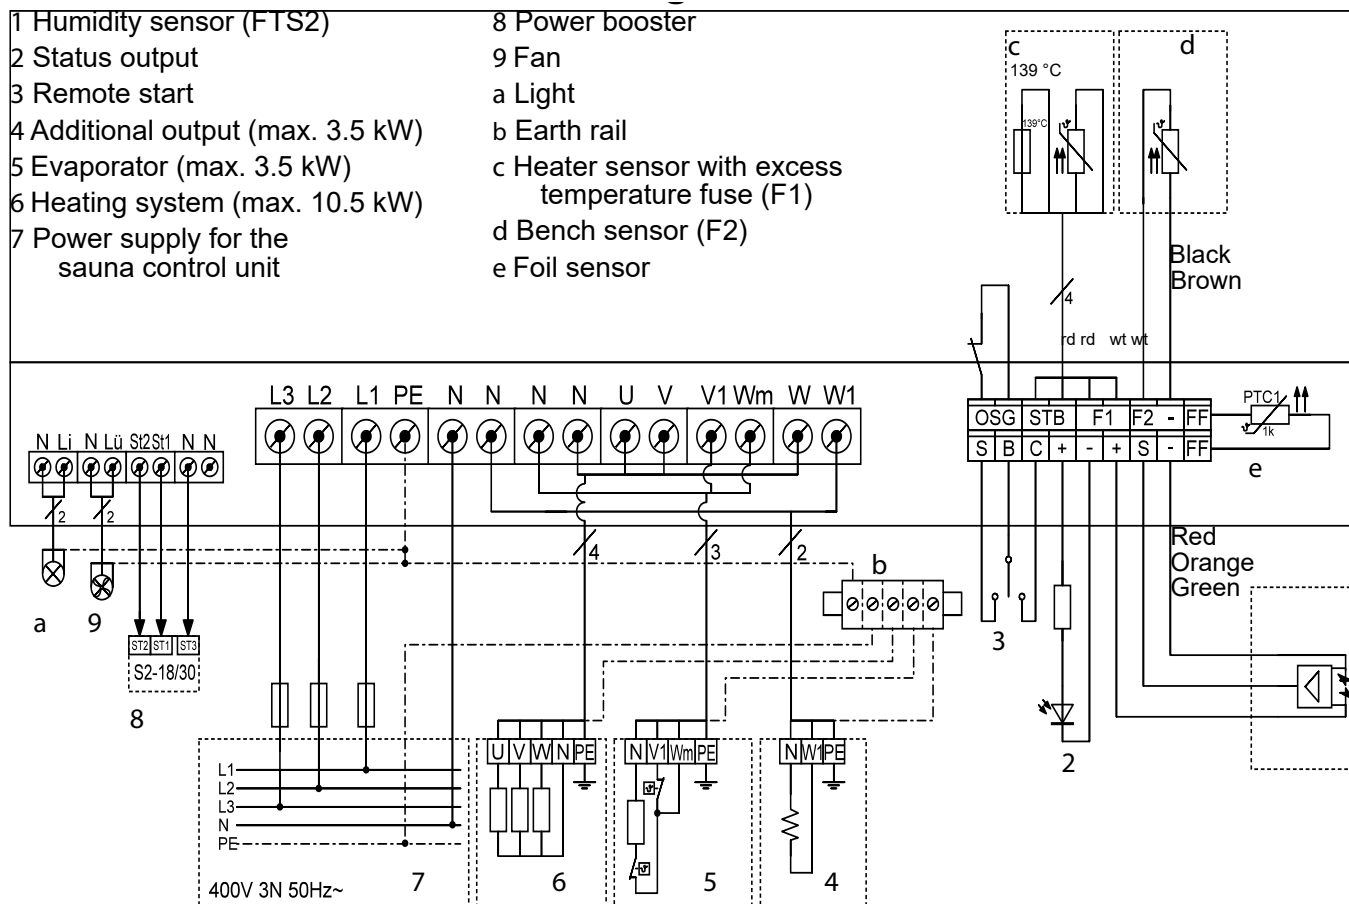 1 Humidity sensor (FTS2)
2 Status output
3 Remote start
4 Additional output (max. 3.5 kW)
5 Evaporator (max. 3.5 kW)
6 Heating system (max. 10.5 kW)
7 Power supply for the
sauna control unit
8 Power booster
9 Fan
a Light
b Earth rail
c Heater sensor with excess
temperature fuse (F1)
d Bench sensor (F2)
e Foil sensor
c
139 °C
139°C
d
Black
Brown
4
rd rd wt wt
L3 L2 L1 PE N N N N U V V1 Wm W W1
N Li N Lü St2 St1 N N
OSG STB F1 F2 - FF
S B C + - + S - FF
PTC1
1k
e
2 2
4 3 2
Red
Orange
Green
b
a 9
ST2 ST1 ST3
S2-18/30
8
3
2
U V W N PE
N V1 Wm PE
N W1 PE
L1
L2
L3
N
PE
400V 3N 50Hz~
7 6 5 4